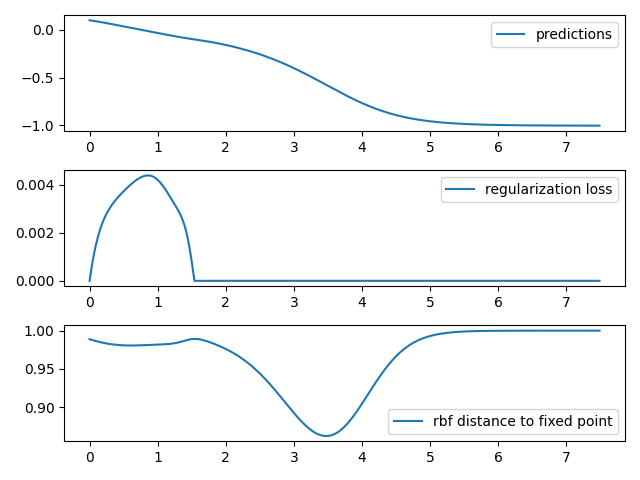 0.0
−0.5
−1.0
predictions
0 1 2 3 4 5 6 7
0.004
0.002
0.000
regularization loss
0 1 2 3 4 5 6 7
1.00
0.95
0.90
rbf distance to fixed point
0 1 2 3 4 5 6 7